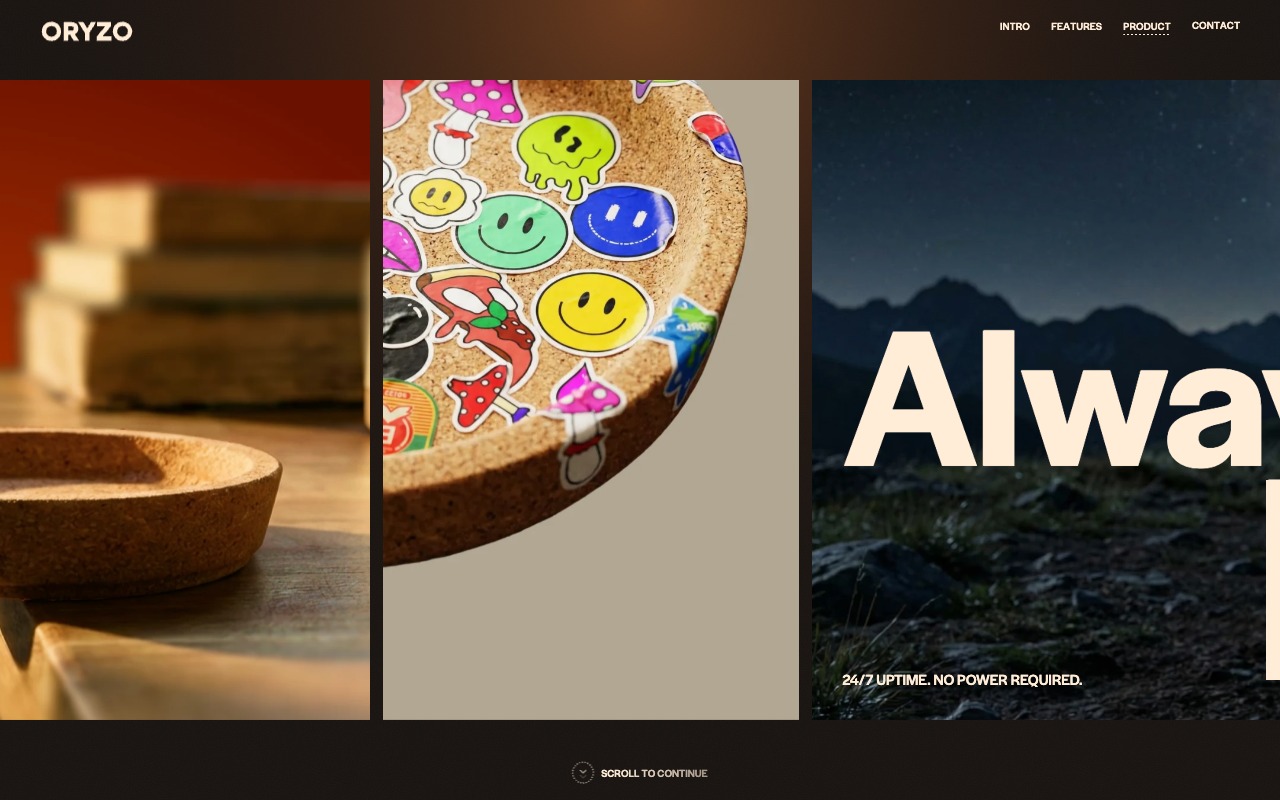 ORYZO
INTRO
FEATURES
PRODUCT
CONTACT
Alway
24/7 UPTIME. NO POWER REQUIRED.
SCROLL TO CONTINUE